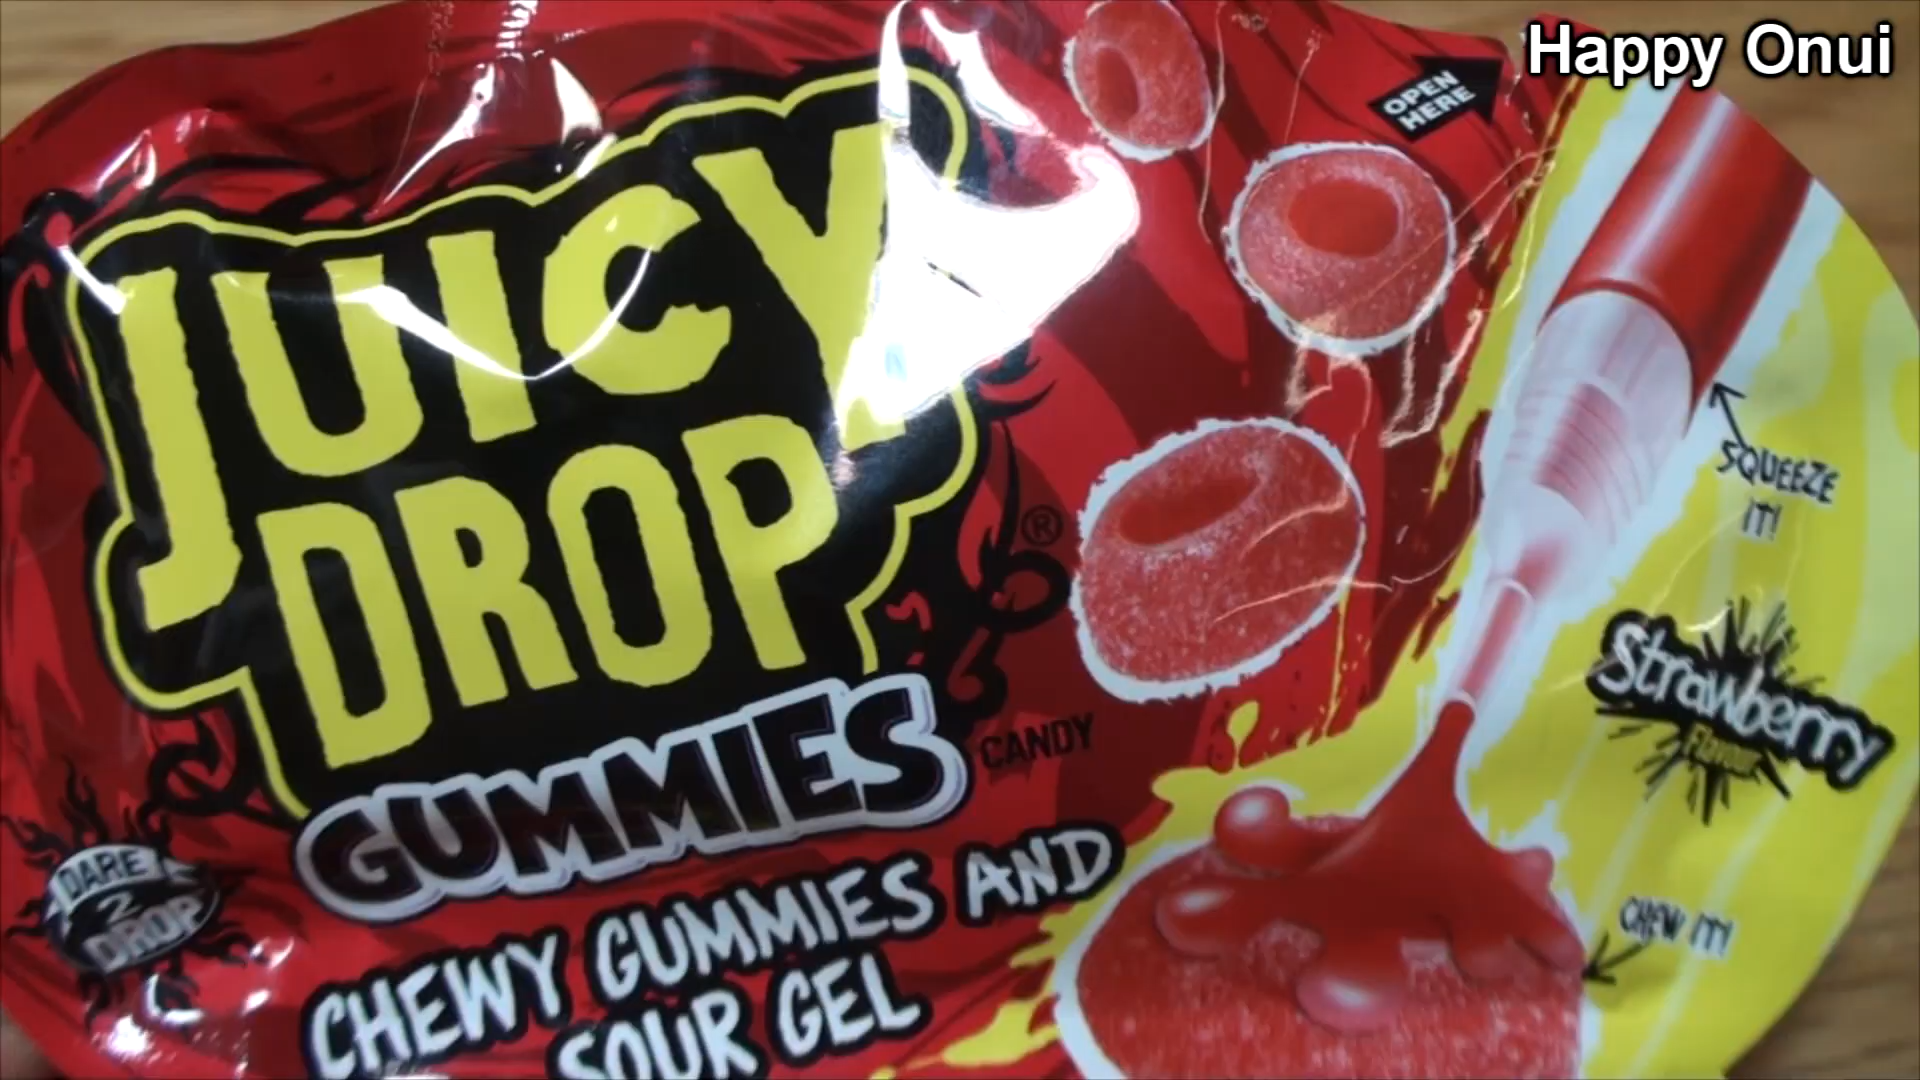 Happy Onui
OPEN
HERE
JUICY
DROP
®
GUMMIES
CANDY
CHEWY GUMMIES AND
SOUR GEL
DARE
2
DROP
SQUEEZE
IT!
Strawberry
Flavour
CHEW IT!